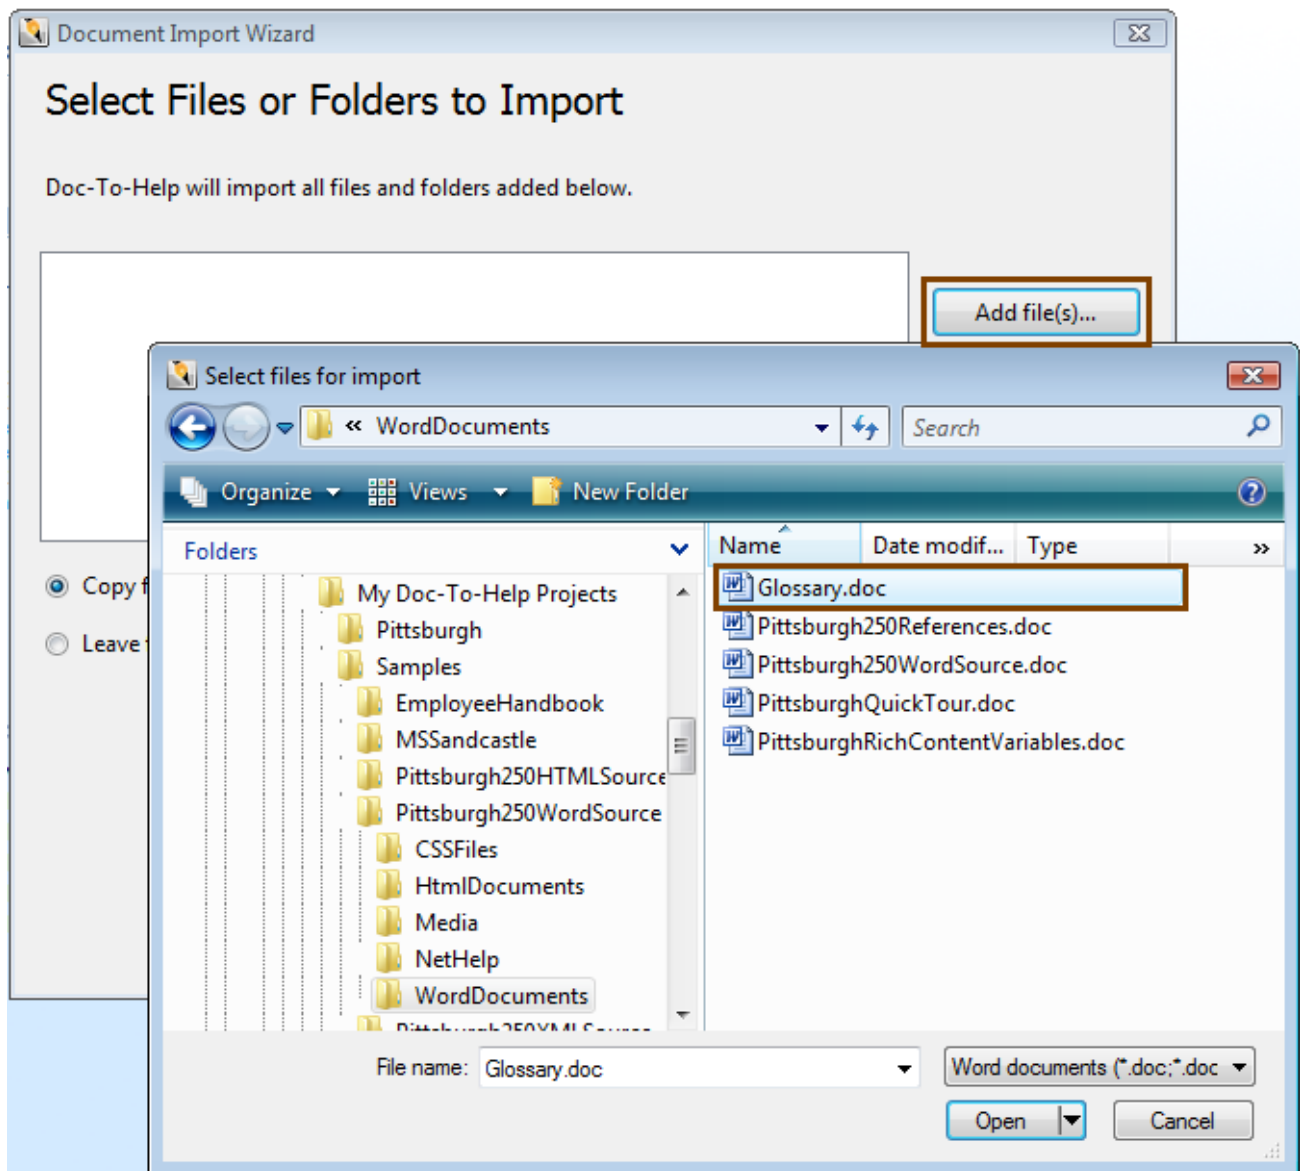 Document Import Wizard
Select Files or Folders to Import
Doc-To-Help will import all files and folders added below.
Add file(s)...
Select files for import
« WordDocuments
Search
Organize
Views
New Folder
Folders
Name
Date modif...
Type
»
Copy f
Leave
My Doc-To-Help Projects
Pittsburgh
Samples
EmployeeHandbook
MSSandcastle
Pittsburgh250HTMLSource
Pittsburgh250WordSource
CSSFiles
HtmlDocuments
Media
NetHelp
WordDocuments
Pittsburgh250XMLSource
Glossary.doc
Pittsburgh250References.doc
Pittsburgh250WordSource.doc
PittsburghQuickTour.doc
PittsburghRichContentVariables.doc
File name:
Glossary.doc
Word documents (*.doc;*.doc
Open
Cancel